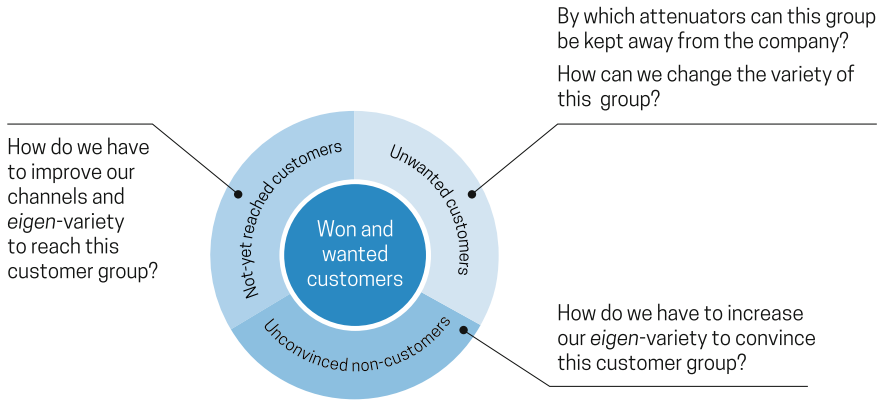 By which attenuators can this group
be kept away from the company?
How can we change the variety of
this group?
How do we have
to improve our
channels and
eigen-variety
to reach this
customer group?
Not-yet reached customers
Unwanted customers
Won and
wanted
customers
Unconvinced non-customers
How do we have to increase
our eigen-variety to convince
this customer group?